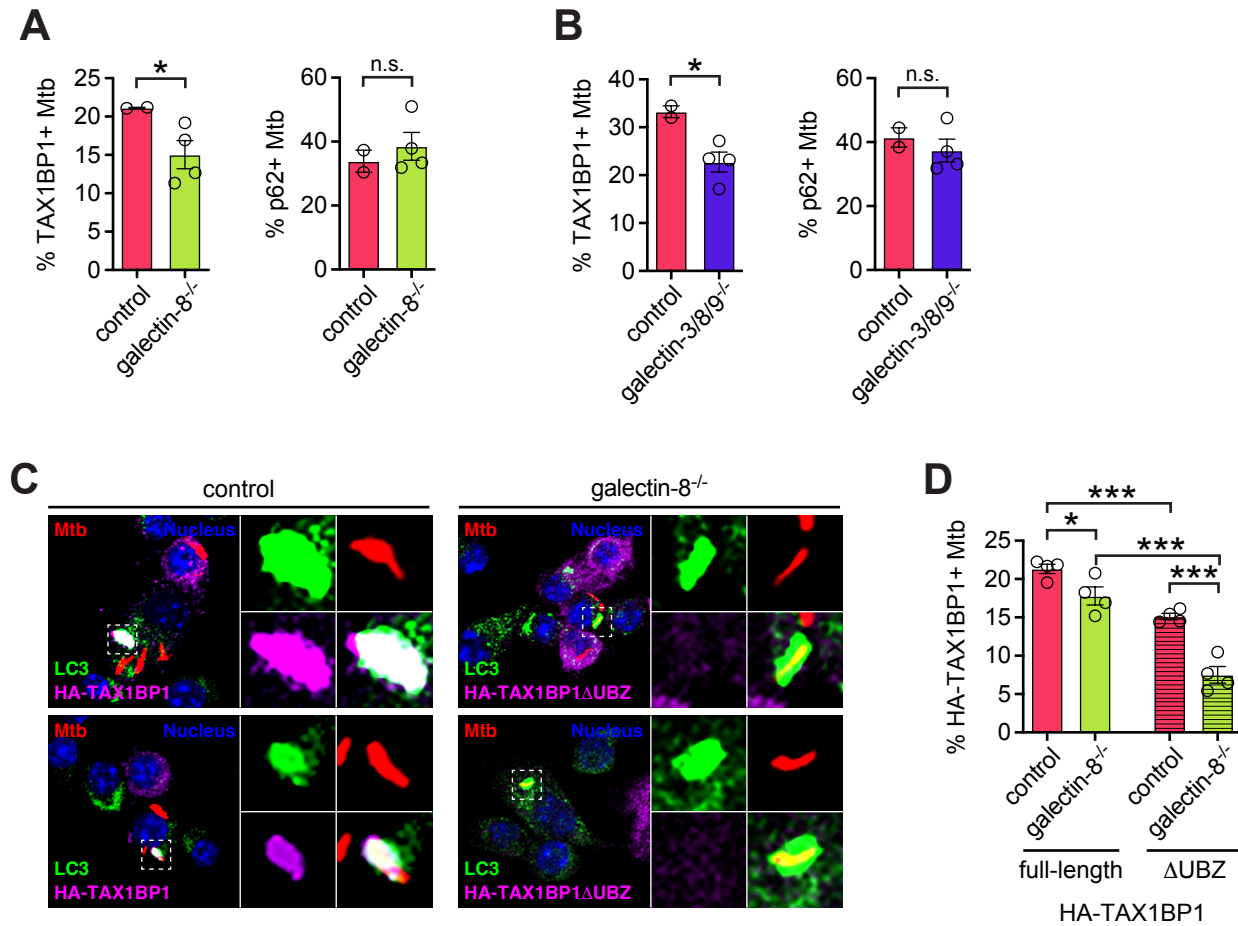 A
B
*
n.s.
*
n.s.
% TAX1BP1+ Mtb
25
20
15
10
5
0
control
galectin-8-/-
% p62+ Mtb
60
40
20
0
control
galectin-8-/-
% TAX1BP1+ Mtb
40
30
20
10
0
control
galectin-3/8/9-/-
% p62+ Mtb
60
40
20
0
control
galectin-3/8/9-/-
C
control
galectin-8-/-
Mtb Nucleus
LC3
HA-TAX1BP1
Mtb Nucleus
LC3
HA-TAX1BP1ΔUBZ
Mtb Nucleus
LC3
HA-TAX1BP1
Mtb Nucleus
LC3
HA-TAX1BP1ΔUBZ
D
***
*
***
***
% HA-TAX1BP1+ Mtb
25
20
15
10
5
0
control
galectin-8-/-
control
galectin-8-/-
full-length
ΔUBZ
HA-TAX1BP1